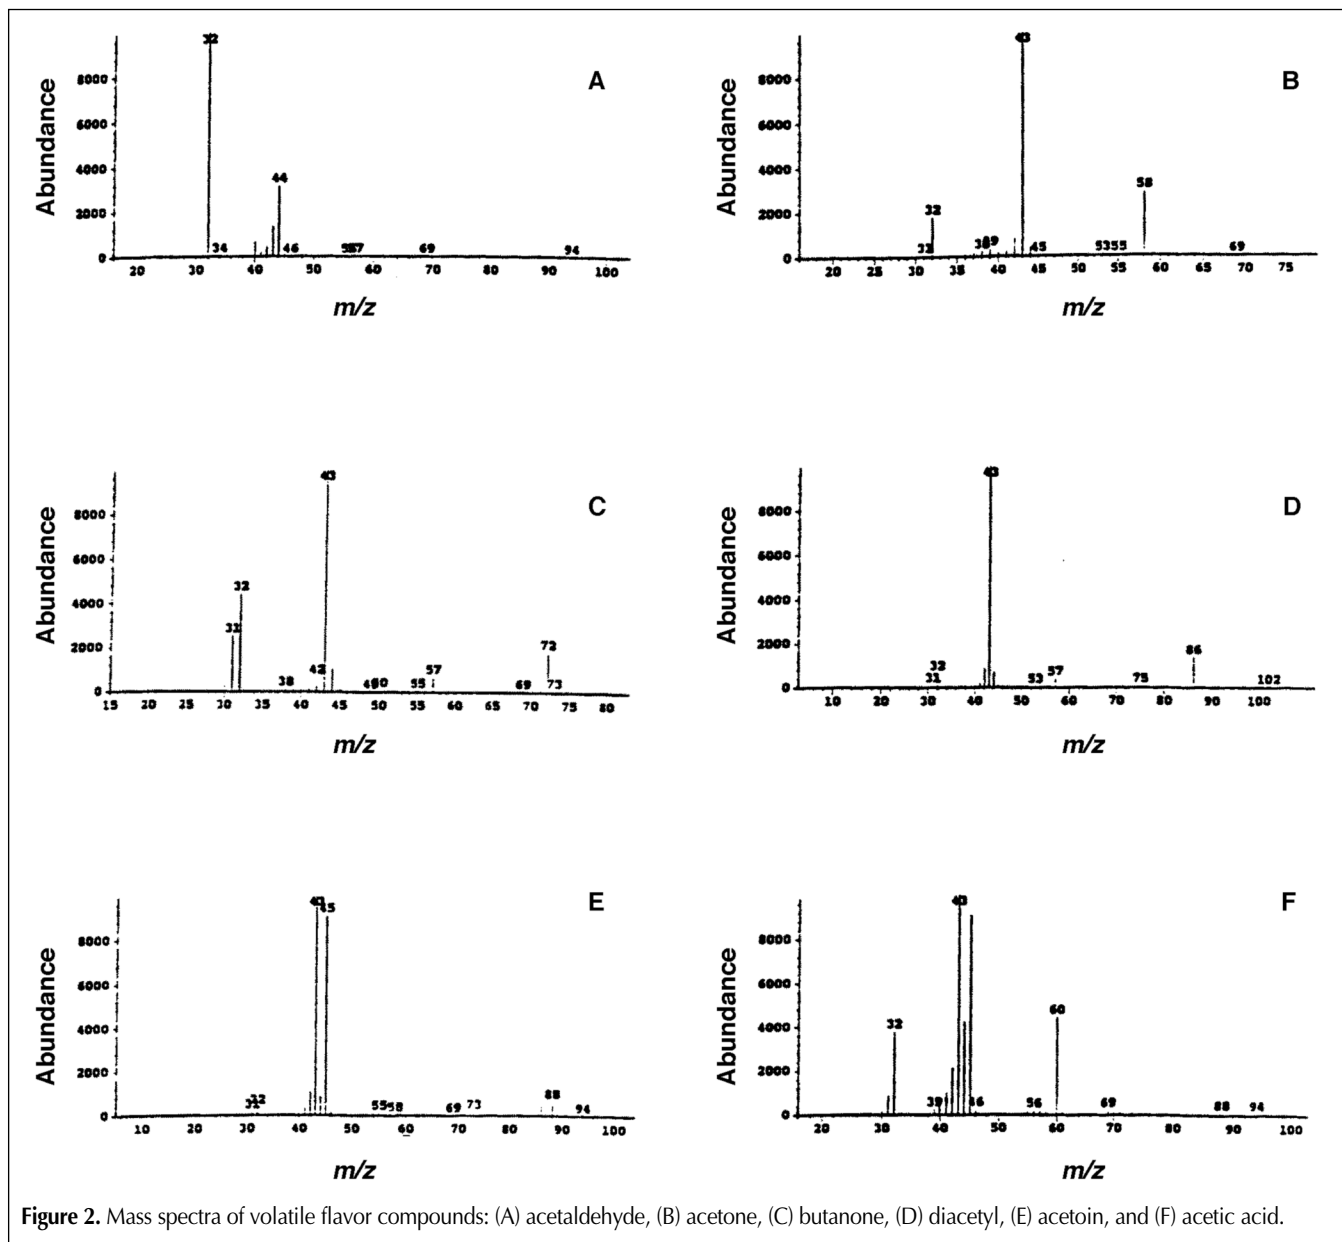 32
A
8000
6000
Abundance
4000
44
2000
34
46
69
94
0
20 30 40 50 60 70 80 90 100
m/z
43
B
8000
6000
Abundance
4000
58
32
2000
45
5355
69
0
20 25 30 35 40 45 50 55 60 65 70 75
m/z
43
C
8000
6000
Abundance
32
4000
31
72
2000
42
57
38
55
69 73
0
15 20 25 30 35 40 45 50 55 60 65 70 75 80
m/z
43
D
8000
6000
Abundance
4000
86
2000
32
57
31
53
75
102
0
10 20 30 40 50 60 70 80 90 100
m/z
43
45
E
8000
6000
Abundance
4000
2000
88
32
31
5558
69 73
94
0
10 20 30 40 50 60 70 80 90 100
m/z
43
F
8000
6000
Abundance
60
32
4000
2000
39 46
56
69
88 94
0
20 30 40 50 60 70 80 90 100
m/z
Figure 2. Mass spectra of volatile flavor compounds: (A) acetaldehyde, (B) acetone, (C) butanone, (D) diacetyl, (E) acetoin, and (F) acetic acid.